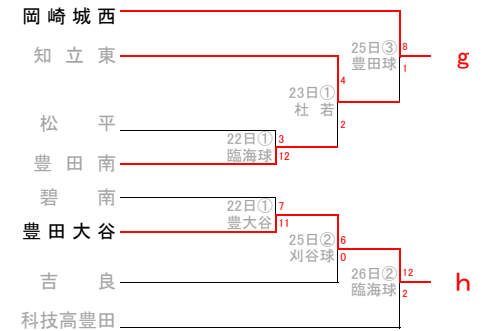 岡崎城西
知立東
25日③
豊田球
8
1
g
23日①
杜若
4
2
松平
22日①
臨海球
3
12
豊田南
碧南
22日①
豊大谷
7
11
豊田大谷
25日②
刈谷球
6
0
吉良
26日②
臨海球
12
2
h
科技高豊田